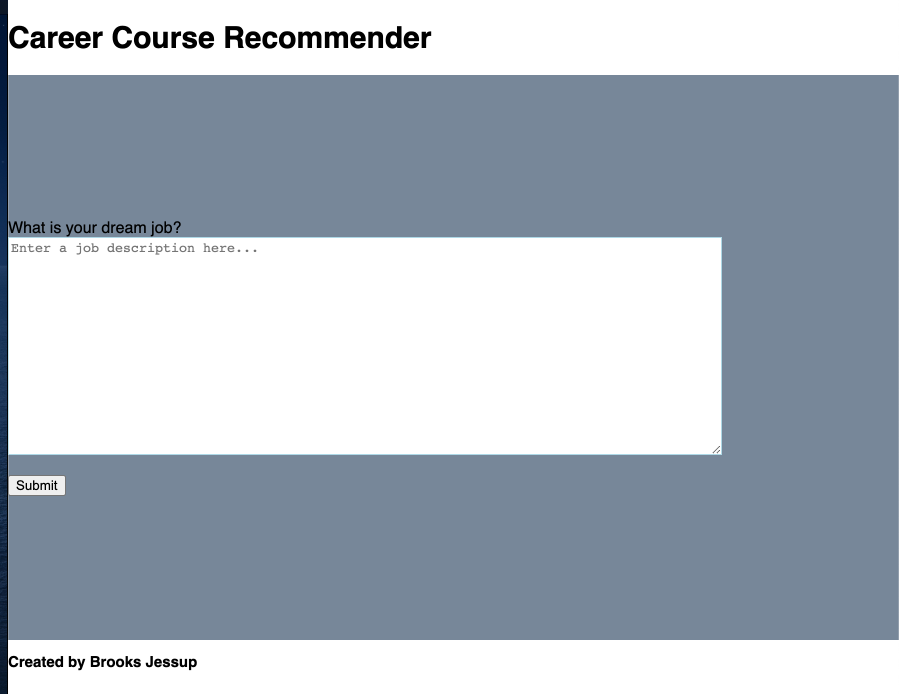 Career Course Recommender
What is your dream job?
Enter a job description here...
Submit
Created by Brooks Jessup